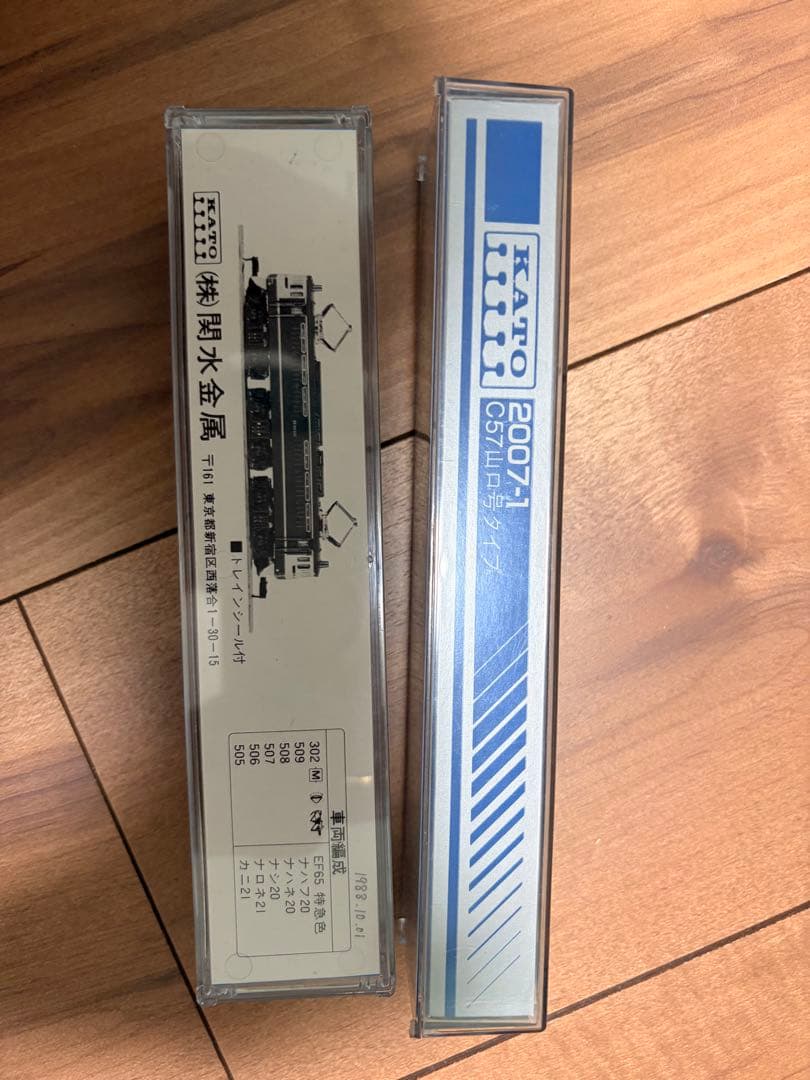 KATO
(株)関水金属
〒161 東京都新宿区西落合1-30-15
■トレインシール付
車両編成
302 M EF65 特急色
509 ナハフ20
508 ナハネ20
507 ナシ20
506 ナロネ21
505 カニ21
1988.10.01
KATO
2007-1
C57山口号タイプ